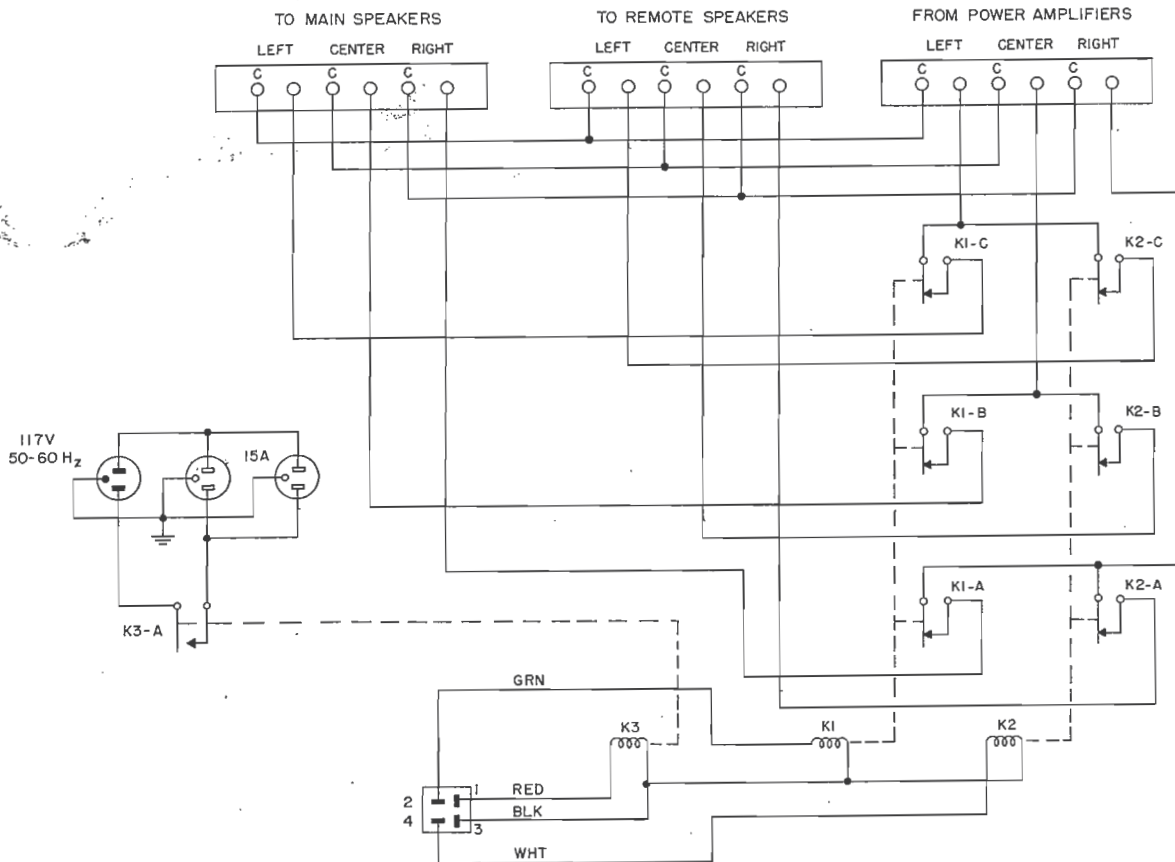 TO MAIN SPEAKERS
TO REMOTE SPEAKERS
FROM POWER AMPLIFIERS
LEFT CENTER RIGHT
LEFT CENTER RIGHT
LEFT CENTER RIGHT
C C C
C C C
C C C
K1-C
K2-C
K1-B
K2-B
117V
50-60 Hz
15A
K1-A
K2-A
K3-A
GRN
K3
K1
K2
1
RED
2
BLK
4
3
WHT